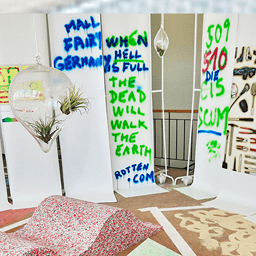 MALL
FAIRY
GERMAN
WHEN
HELL
IS FULL
THE
DEAD
WILL
WALK
THE
EARTH
ROTTEN
.COM
509
510
DIE
CIS
SCUM